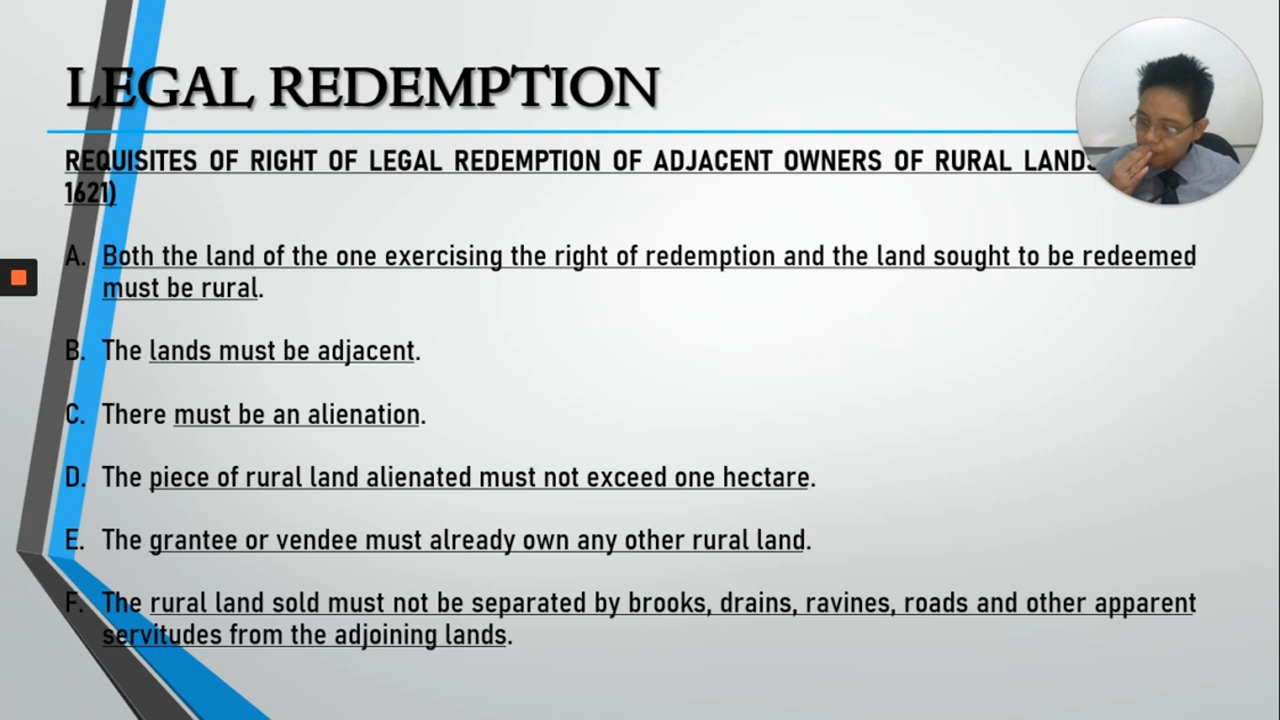 LEGAL REDEMPTION
REQUISITES OF RIGHT OF LEGAL REDEMPTION OF ADJACENT OWNERS OF RURAL LANDS
1621)
A. Both the land of the one exercising the right of redemption and the land sought to be redeemed
must be rural.
B. The lands must be adjacent.
C. There must be an alienation.
D. The piece of rural land alienated must not exceed one hectare.
E. The grantee or vendee must already own any other rural land.
F. The rural land sold must not be separated by brooks, drains, ravines, roads and other apparent
servitudes from the adjoining lands.